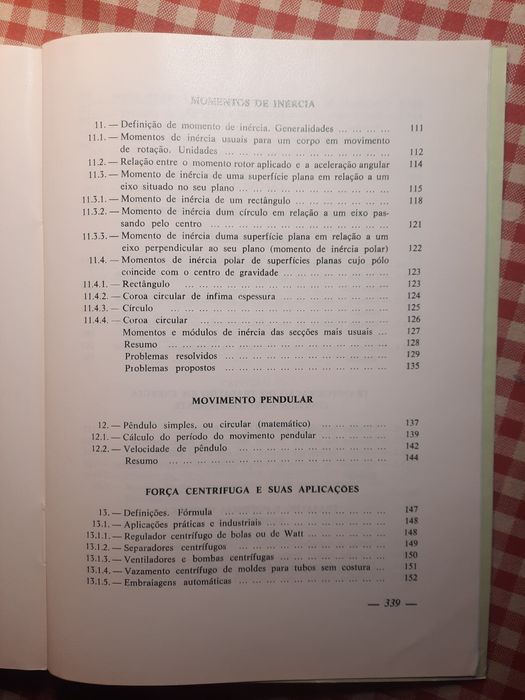 MOMENTOS DE INÉRCIA
11. — Definição de momento de inércia. Generalidades ... ... ... ... 111
11.1. — Momentos de inércia usuais para um corpo em movimento
de rotação. Unidades ... ... ... ... ... ... ... ... ... ... ... ... 112
11.2. — Relação entre o momento rotor aplicado e a aceleração angular 114
11.3. — Momento de inércia de uma superfície plana em relação a um
eixo situado no seu plano ... ... ... ... ... ... ... ... ... ... ... 115
11.3.1. — Momento de inércia de um rectângulo ... ... ... ... ... ... ... 118
11.3.2. — Momento de inércia dum círculo em relação a um eixo pas-
sando pelo centro ... ... ... ... ... ... ... ... ... ... ... ... ... 121
11.3.3. — Momento de inércia duma superfície plana em relação a um
eixo perpendicular ao seu plano (momento de inércia polar) 122
11.4. — Momentos de inércia polar de superfícies planas cujo pólo
coincide com o centro de gravidade ... ... ... ... ... ... ... ... 123
11.4.1. — Rectângulo ... ... ... ... ... ... ... ... ... ... ... ... ... ... ... 123
11.4.2. — Coroa circular de ínfima espessura ... ... ... ... ... ... ... ... 124
11.4.3. — Círculo ... ... ... ... ... ... ... ... ... ... ... ... ... ... ... ... 125
11.4.4. — Coroa circular ... ... ... ... ... ... ... ... ... ... ... ... ... ... 126
Momentos e módulos de inércia das secções mais usuais ... ... 127
Resumo ... ... ... ... ... ... ... ... ... ... ... ... ... ... ... ... 128
Problemas resolvidos ... ... ... ... ... ... ... ... ... ... ... ... 129
Problemas propostos ... ... ... ... ... ... ... ... ... ... ... ... 135
MOVIMENTO PENDULAR
12. — Pêndulo simples, ou circular (matemático) ... ... ... ... ... 137
12.1. — Cálculo do período do movimento pendular ... ... ... ... ... 139
12.2. — Velocidade de pêndulo ... ... ... ... ... ... ... ... ... ... ... 142
Resumo ... ... ... ... ... ... ... ... ... ... ... ... ... ... ... ... 144
FORÇA CENTRÍFUGA E SUAS APLICAÇÕES
13. — Definições. Fórmula ... ... ... ... ... ... ... ... ... ... ... ... 147
13.1. — Aplicações práticas e industriais ... ... ... ... ... ... ... ... ... 148
13.1.1. — Regulador centrífugo de bolas ou de Watt ... ... ... ... ... ... 148
13.1.2. — Separadores centrífugos ... ... ... ... ... ... ... ... ... ... ... 149
13.1.3. — Ventiladores e bombas centrífugas ... ... ... ... ... ... ... ... 150
13.1.4. — Vazamento centrífugo de moldes para tubos sem costura ... 151
13.1.5. — Embraiagens automáticas ... ... ... ... ... ... ... ... ... ... ... 152
— 339 —